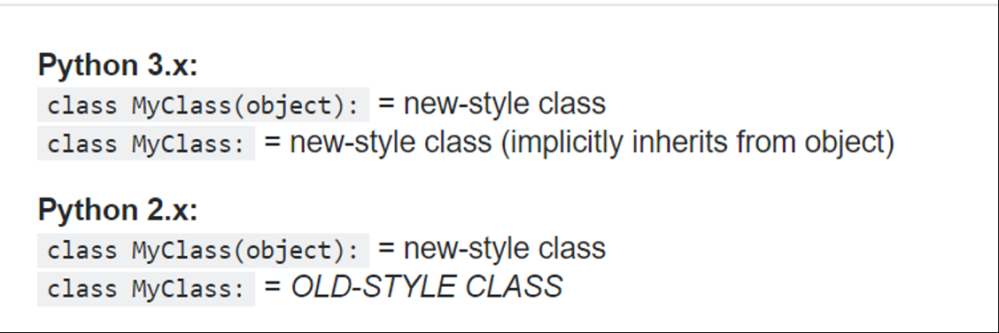 Python 3.x:
class MyClass(object): = new-style class
class MyClass: = new-style class (implicitly inherits from object)
Python 2.x:
class MyClass(object): = new-style class
class MyClass: = OLD-STYLE CLASS